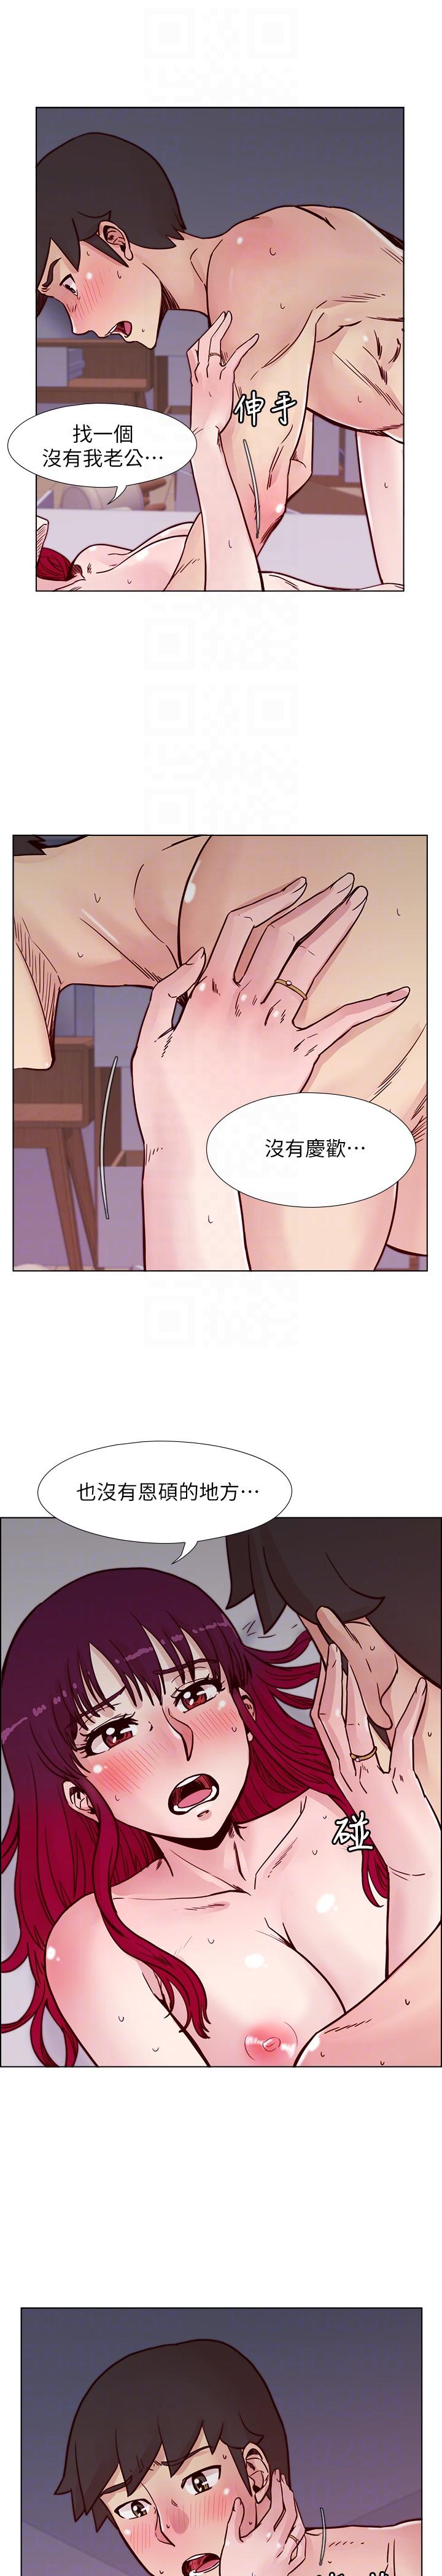 伸手
找一個
沒有我老公…
沒有慶歡…
也沒有恩碩的地方…
碰